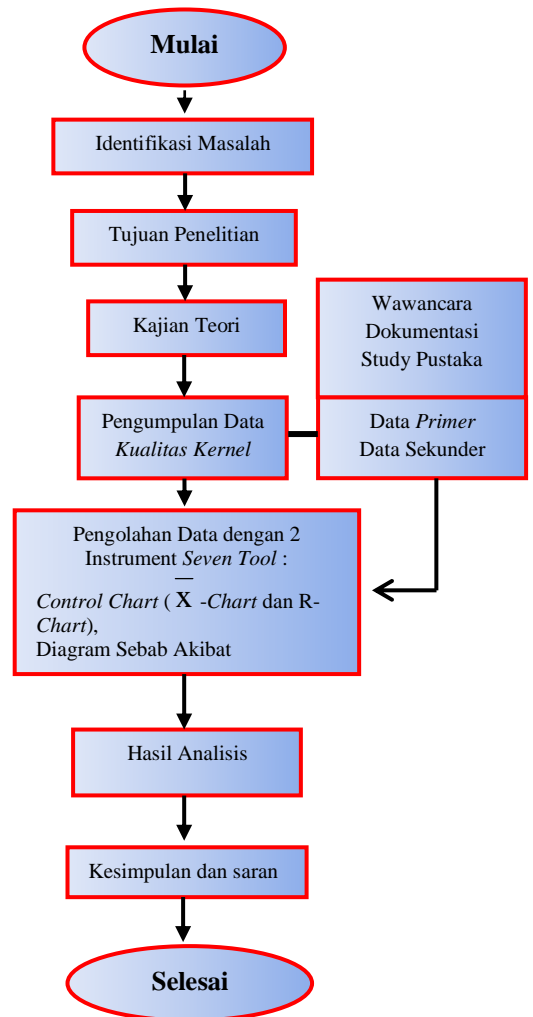 Mulai
Identifikasi Masalah
Tujuan Penelitian
Kajian Teori
Wawancara
Dokumentasi
Study Pustaka
Pengumpulan Data
Kualitas Kernel
Data Primer
Data Sekunder
Pengolahan Data dengan 2
Instrument Seven Tool :
Control Chart ( X̅ -Chart dan R-
Chart),
Diagram Sebab Akibat
Hasil Analisis
Kesimpulan dan saran
Selesai